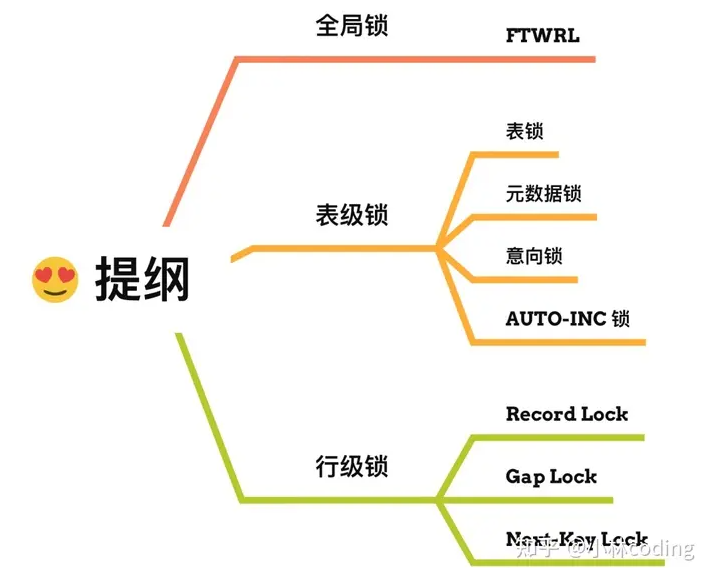 全局锁
FTWRL
表锁
元数据锁
表级锁
意向锁
AUTO-INC 锁
提纲
Record Lock
Gap Lock
行级锁
Next-Key Lock
知乎 @小林coding